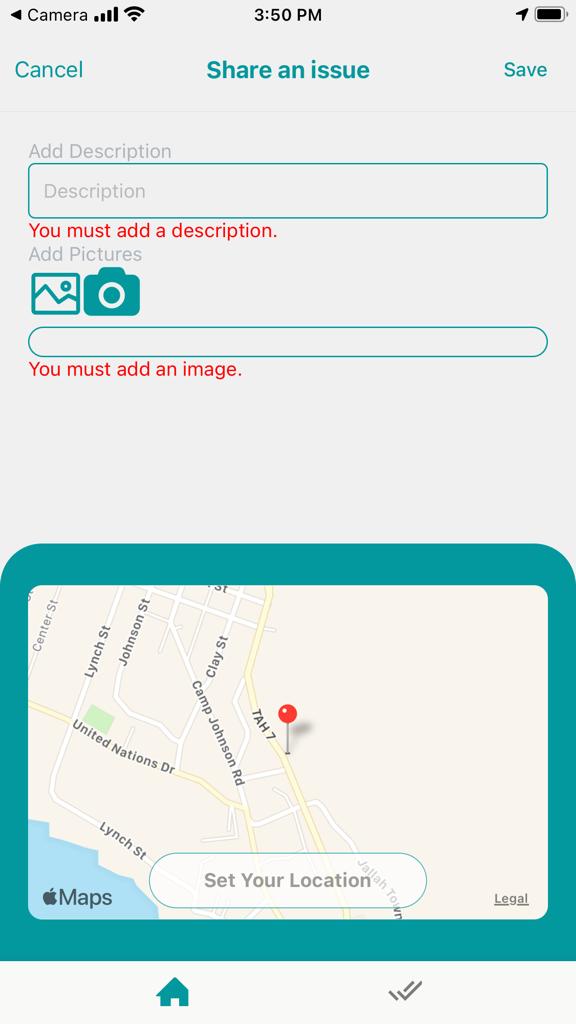 Camera
3:50 PM
Cancel
Share an issue
Save
Add Description
Description
You must add a description.
Add Pictures
You must add an image.
St
Center St
Lynch St
Johnson St
Clay St
Camp Johnson Rd
TAH 7
United Nations Dr
Lynch St
Jallah Town
Set Your Location
Maps
Legal